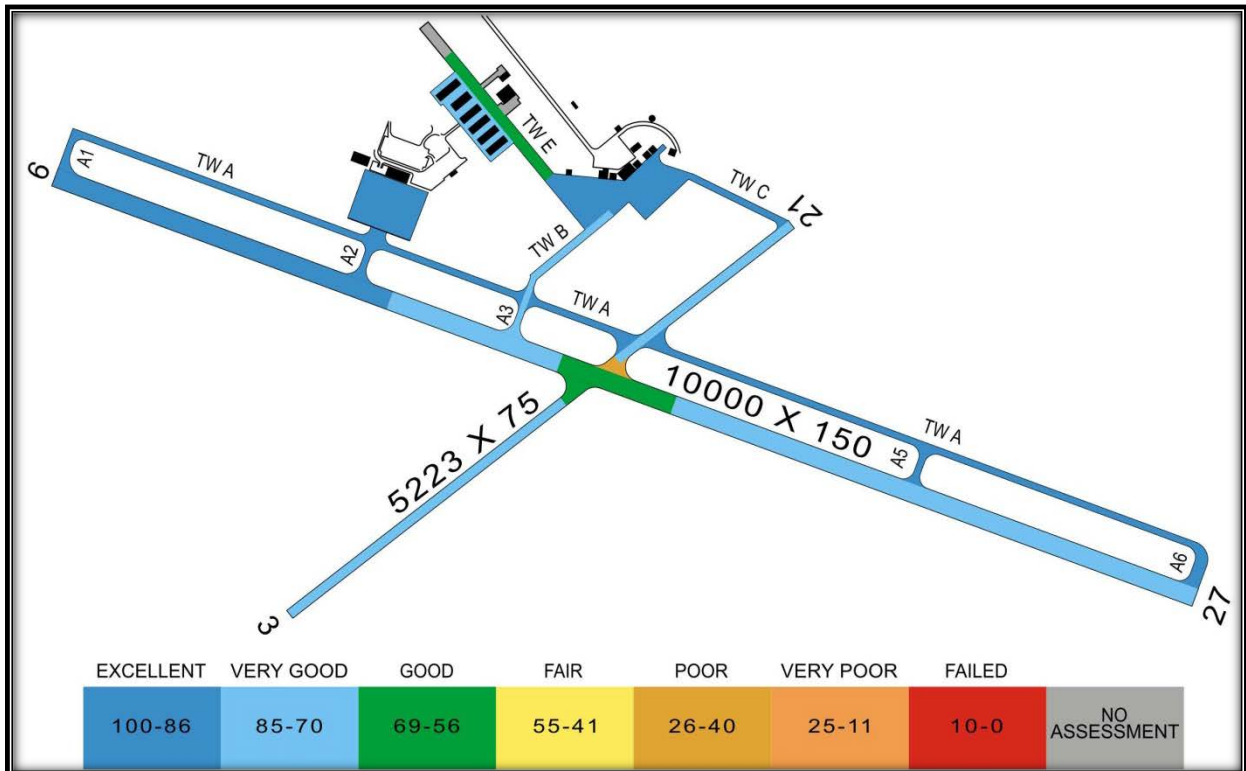 TW E
TW A
A1
9
TW C
21
TW B
A2
A3
TW A
10000 X 150
5223 X 75
TW A
A5
A6
27
3
EXCELLENT VERY GOOD GOOD FAIR POOR VERY POOR FAILED
100-86 85-70 69-56 55-41 26-40 25-11 10-0 NO
ASSESSMENT